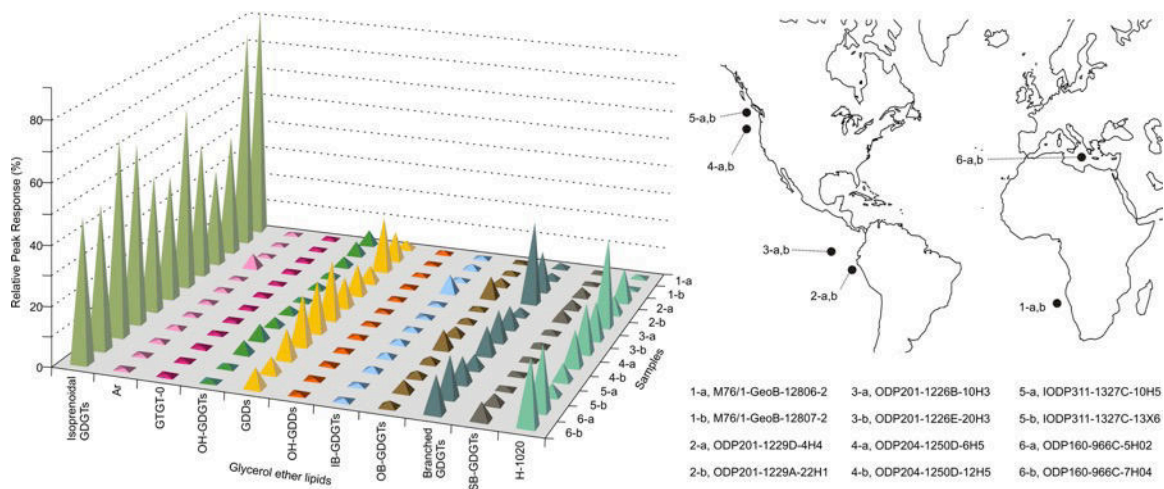 Relative Peak Response (%)
80
60
40
20
0
Isoprenoidal
GDGTs
Ar
GTGT-0
OH-GDGTs
GDDs
OH-GDDs
IB-GDGTs
OB-GDGTs
Branched
GDGTs
SB-GDGTs
H-1020
Glycerol ether lipids
1-a
1-b
2-a
2-b
3-a
3-b
4-a
4-b
5-a
5-b
6-a
6-b
Samples
5-a,b
4-a,b
3-a,b
2-a,b
6-a,b
1-a,b
1-a, M76/1-GeoB-12806-2
1-b, M76/1-GeoB-12807-2
2-a, ODP201-1229D-4H4
2-b, ODP201-1229A-22H1
3-a, ODP201-1226B-10H3
3-b, ODP201-1226E-20H3
4-a, ODP204-1250D-6H5
4-b, ODP204-1250D-12H5
5-a, IODP311-1327C-10H5
5-b, IODP311-1327C-13X6
6-a, ODP160-966C-5H02
6-b, ODP160-966C-7H04